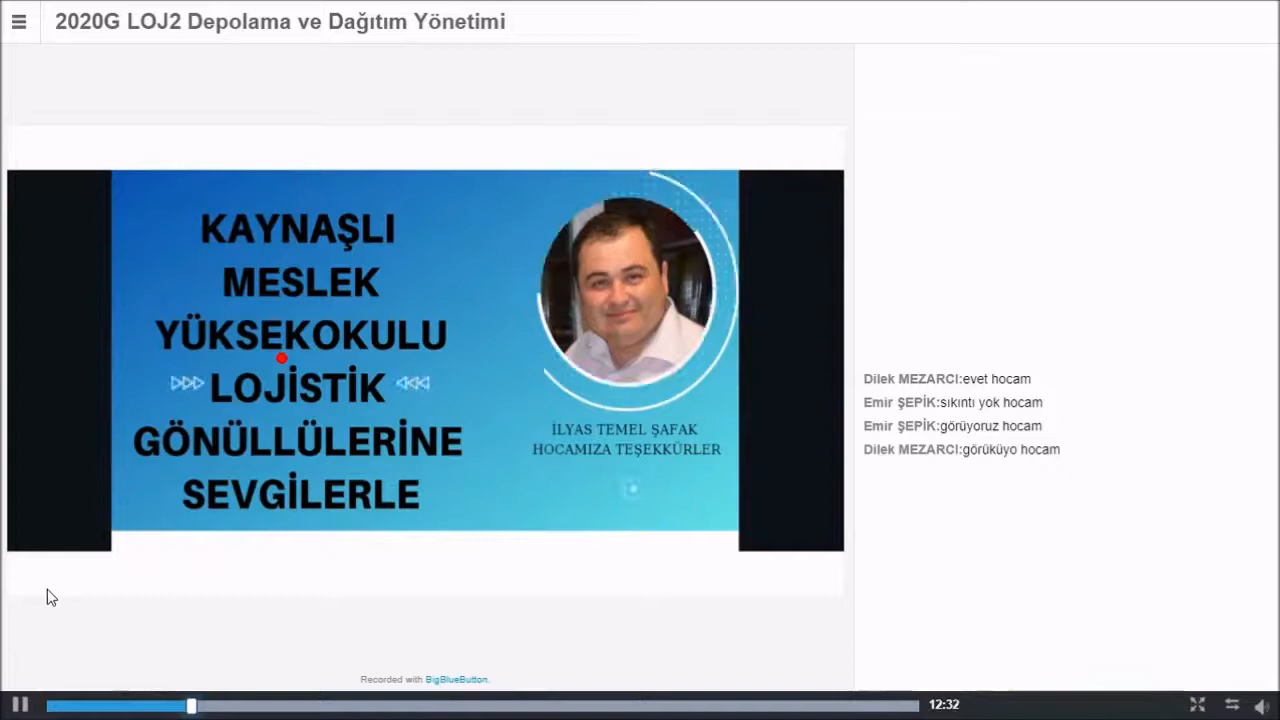 2020G LOJ2 Depolama ve Dağıtım Yönetimi
KAYNAŞLI
MESLEK
YÜKSEKOKULU
LOJİSTİK
GÖNÜLLÜLERİNE
SEVGİLERLE
İLYAS TEMEL ŞAFAK
HOCAMIZA TEŞEKKÜRLER
Dilek MEZARCI:evet hocam
Emir ŞEPİK:sıkıntı yok hocam
Emir ŞEPİK:görüyoruz hocam
Dilek MEZARCI:görüküyo hocam
Recorded with BigBlueButton.
12:32